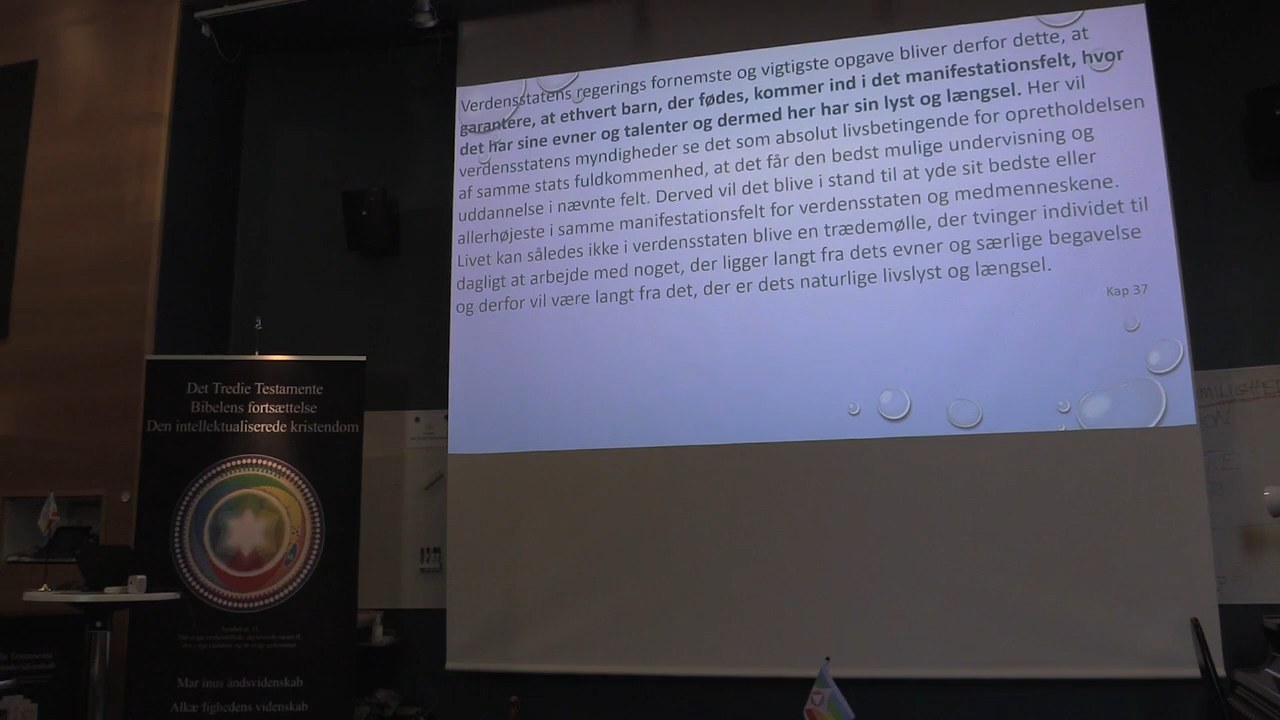 Verdensstatens regerings fornemste og vigtigste opgave bliver derfor dette, at
garantere, at ethvert barn, der fødes, kommer ind i det manifestationsfelt, hvor
det har sine evner og talenter og dermed her har sin lyst og længsel. Her vil
verdensstatens myndigheder se det som absolut livsbetingende for opretholdelsen
af samme stats fuldkommenhed, at det får den bedst mulige undervisning og
uddannelse i nævnte felt. Derved vil det blive i stand til at yde sit bedste eller
allerhøjeste i samme manifestationsfelt for verdensstaten og medmenneskene.
Livet kan således ikke i verdensstaten blive en trædemølle, der tvinger individet til
dagligt at arbejde med noget, der ligger langt fra dets evner og særlige begavelse
og derfor vil være langt fra det, der er dets naturlige livslyst og længsel.
Kap 37
Det Tredie Testamente
Bibelens fortsættelse
Den intellektualiserede kristendom
Mar inus åndsvidenskab
Alkæ lighedens videnskab